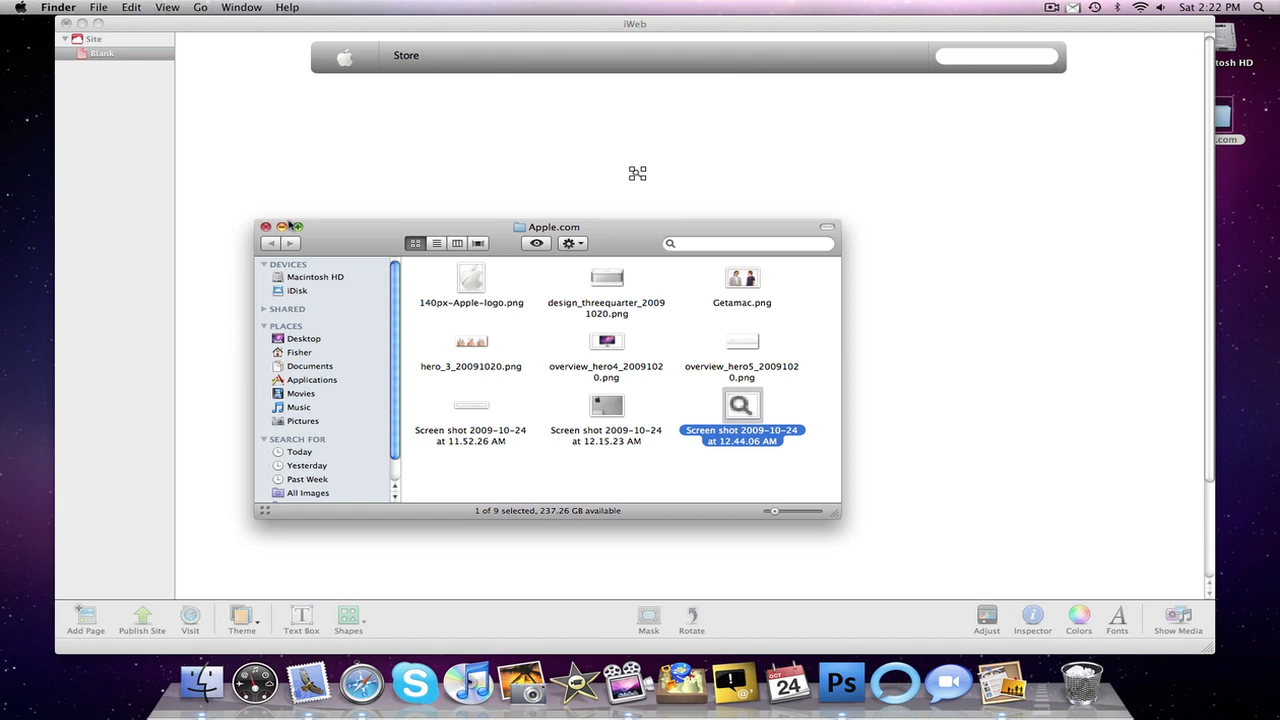 Finder File Edit View Go Window Help Sat 2:22 PM
iWeb
Site
Blank
Store
tosh HD
.com
Apple.com
DEVICES
Macintosh HD
iDisk
SHARED
PLACES
Desktop
Fisher
Documents
Applications
Movies
Music
Pictures
SEARCH FOR
Today
Yesterday
Past Week
All Images
140px-Apple-logo.png
design_threequarter_2009
1020.png
Getamac.png
hero_3_20091020.png
overview_hero4_2009102
0.png
overview_hero5_2009102
0.png
Screen shot 2009-10-24
at 11.52.26 AM
Screen shot 2009-10-24
at 12.15.23 AM
Screen shot 2009-10-24
at 12.44.06 AM
1 of 9 selected, 237.26 GB available
Add Page Publish Site Visit Theme Text Box Shapes Mask Rotate Adjust Inspector Colors Fonts Show Media
OCT
24
Ps